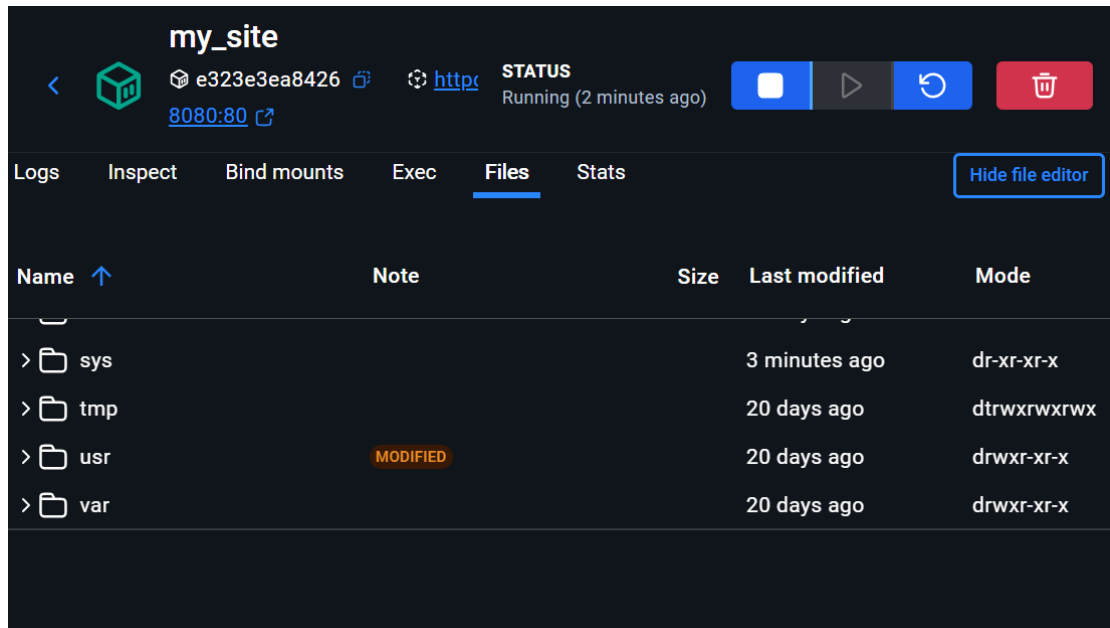 my_site
e323e3ea8426
8080:80
STATUS
Running (2 minutes ago)
Logs Inspect Bind mounts Exec Files Stats Hide file editor
Name Note Size Last modified Mode
sys 3 minutes ago dr-xr-xr-x
tmp 20 days ago dtrwxrwxrwx
usr MODIFIED 20 days ago drwxr-xr-x
var 20 days ago drwxr-xr-x